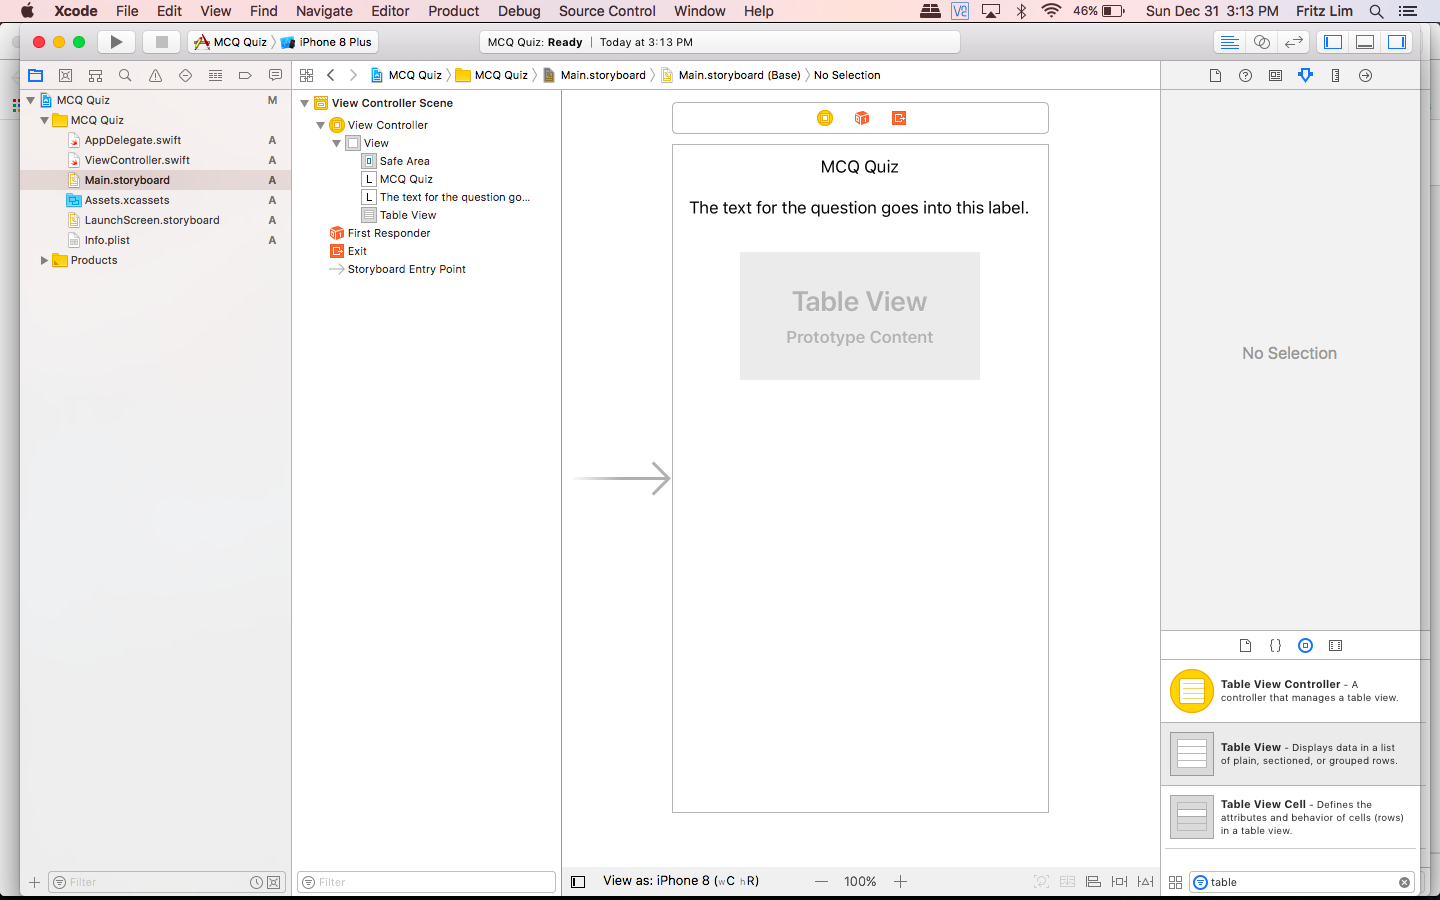 Xcode File Edit View Find Navigate Editor Product Debug Source Control Window Help 46% Sun Dec 31 3:13 PM Fritz Lim
MCQ Quiz iPhone 8 Plus MCQ Quiz: Ready | Today at 3:13 PM
MCQ Quiz MCQ Quiz Main.storyboard Main.storyboard (Base) No Selection
MCQ Quiz M
MCQ Quiz
AppDelegate.swift A
ViewController.swift A
Main.storyboard A
Assets.xcassets A
LaunchScreen.storyboard A
Info.plist A
Products
View Controller Scene
View Controller
View
Safe Area
L MCQ Quiz
L The text for the question go...
Table View
First Responder
Exit
Storyboard Entry Point
MCQ Quiz
The text for the question goes into this label.
Table View
Prototype Content
No Selection
{}
Table View Controller - A
controller that manages a table view.
Table View - Displays data in a list
of plain, sectioned, or grouped rows.
Table View Cell - Defines the
attributes and behavior of cells (rows)
in a table view.
Filter
Filter
View as: iPhone 8 (wC hR)
— 100% +
table